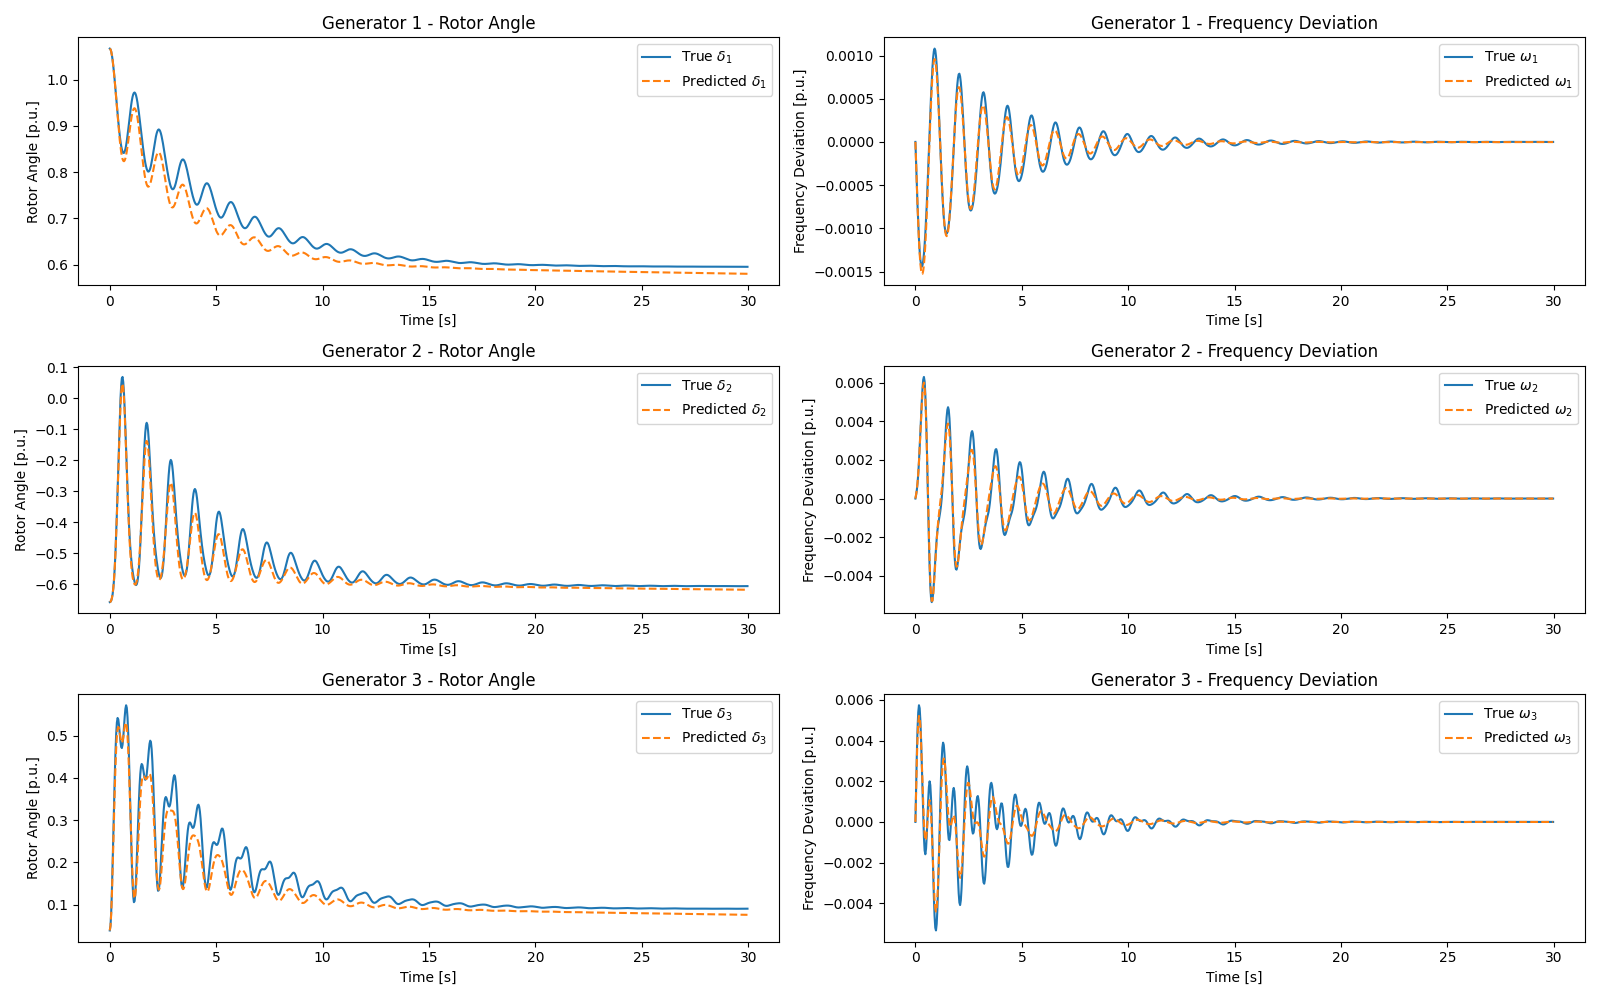 Generator 1 - Rotor Angle
Rotor Angle [p.u.]
1.0
0.9
0.8
0.7
0.6
True δ₁
Predicted δ₁
0 5 10 15 20 25 30
Time [s]
Generator 1 - Frequency Deviation
Frequency Deviation [p.u.]
0.0010
0.0005
0.0000
−0.0005
−0.0010
−0.0015
True ω₁
Predicted ω₁
0 5 10 15 20 25 30
Time [s]
Generator 2 - Rotor Angle
Rotor Angle [p.u.]
0.1
0.0
−0.1
−0.2
−0.3
−0.4
−0.5
−0.6
True δ₂
Predicted δ₂
0 5 10 15 20 25 30
Time [s]
Generator 2 - Frequency Deviation
Frequency Deviation [p.u.]
0.006
0.004
0.002
0.000
−0.002
−0.004
True ω₂
Predicted ω₂
0 5 10 15 20 25 30
Time [s]
Generator 3 - Rotor Angle
Rotor Angle [p.u.]
0.5
0.4
0.3
0.2
0.1
True δ₃
Predicted δ₃
0 5 10 15 20 25 30
Time [s]
Generator 3 - Frequency Deviation
Frequency Deviation [p.u.]
0.006
0.004
0.002
0.000
−0.002
−0.004
True ω₃
Predicted ω₃
0 5 10 15 20 25 30
Time [s]